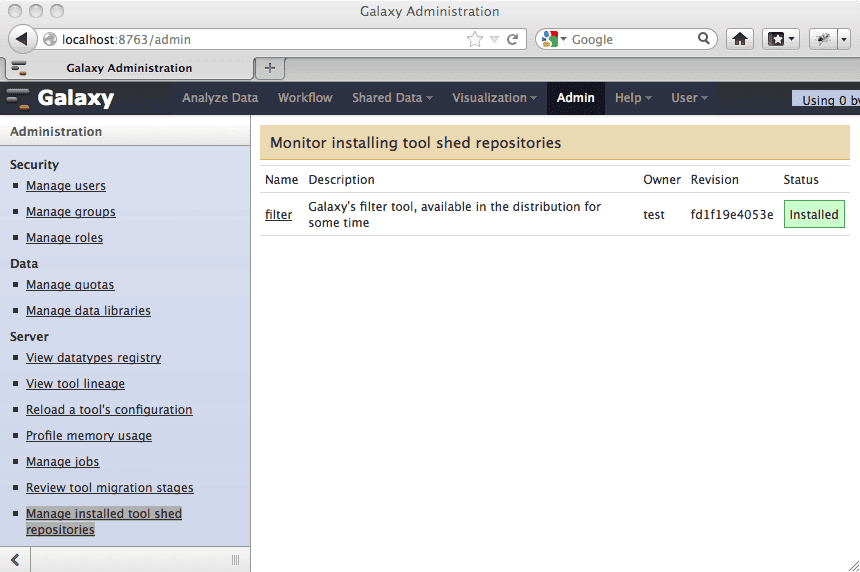 Galaxy Administration
localhost:8763/admin
Google
Galaxy Administration
Galaxy
Analyze Data
Workflow
Shared Data
Visualization
Admin
Help
User
Using 0 by
Administration
Security
Manage users
Manage groups
Manage roles
Data
Manage quotas
Manage data libraries
Server
View datatypes registry
View tool lineage
Reload a tool's configuration
Profile memory usage
Manage jobs
Review tool migration stages
Manage installed tool shed
repositories
Monitor installing tool shed repositories
Name Description Owner Revision Status
filter Galaxy's filter tool, available in the distribution for
some time
test fd1f19e4053e Installed